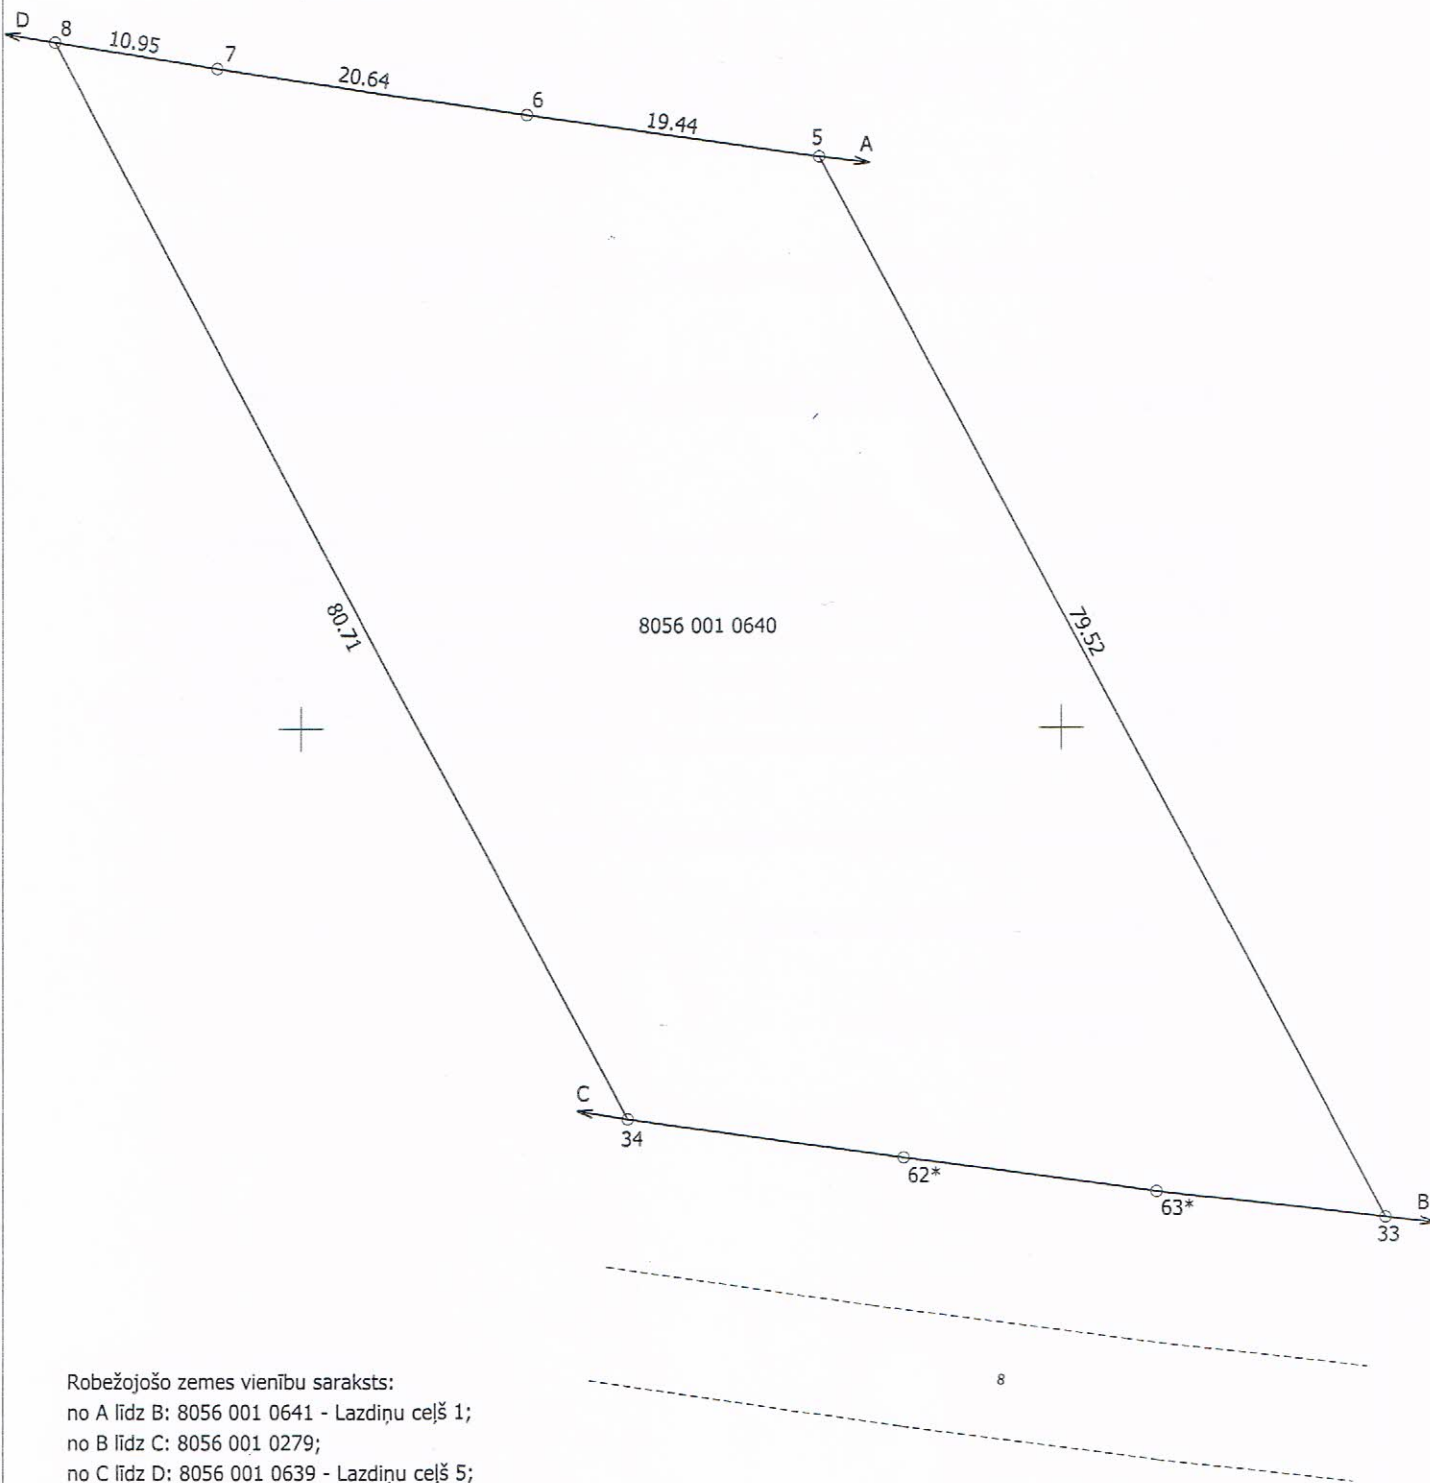 D
8
10.95
7
20.64
6
19.44
5
A
80.71
8056 001 0640
79.52
C
34
62*
63*
B
33
8
Robežojošo zemes vienību saraksts:
no A līdz B: 8056 001 0641 - Lazdiņu ceļš 1;
no B līdz C: 8056 001 0279;
no C līdz D: 8056 001 0639 - Lazdiņu ceļš 5;